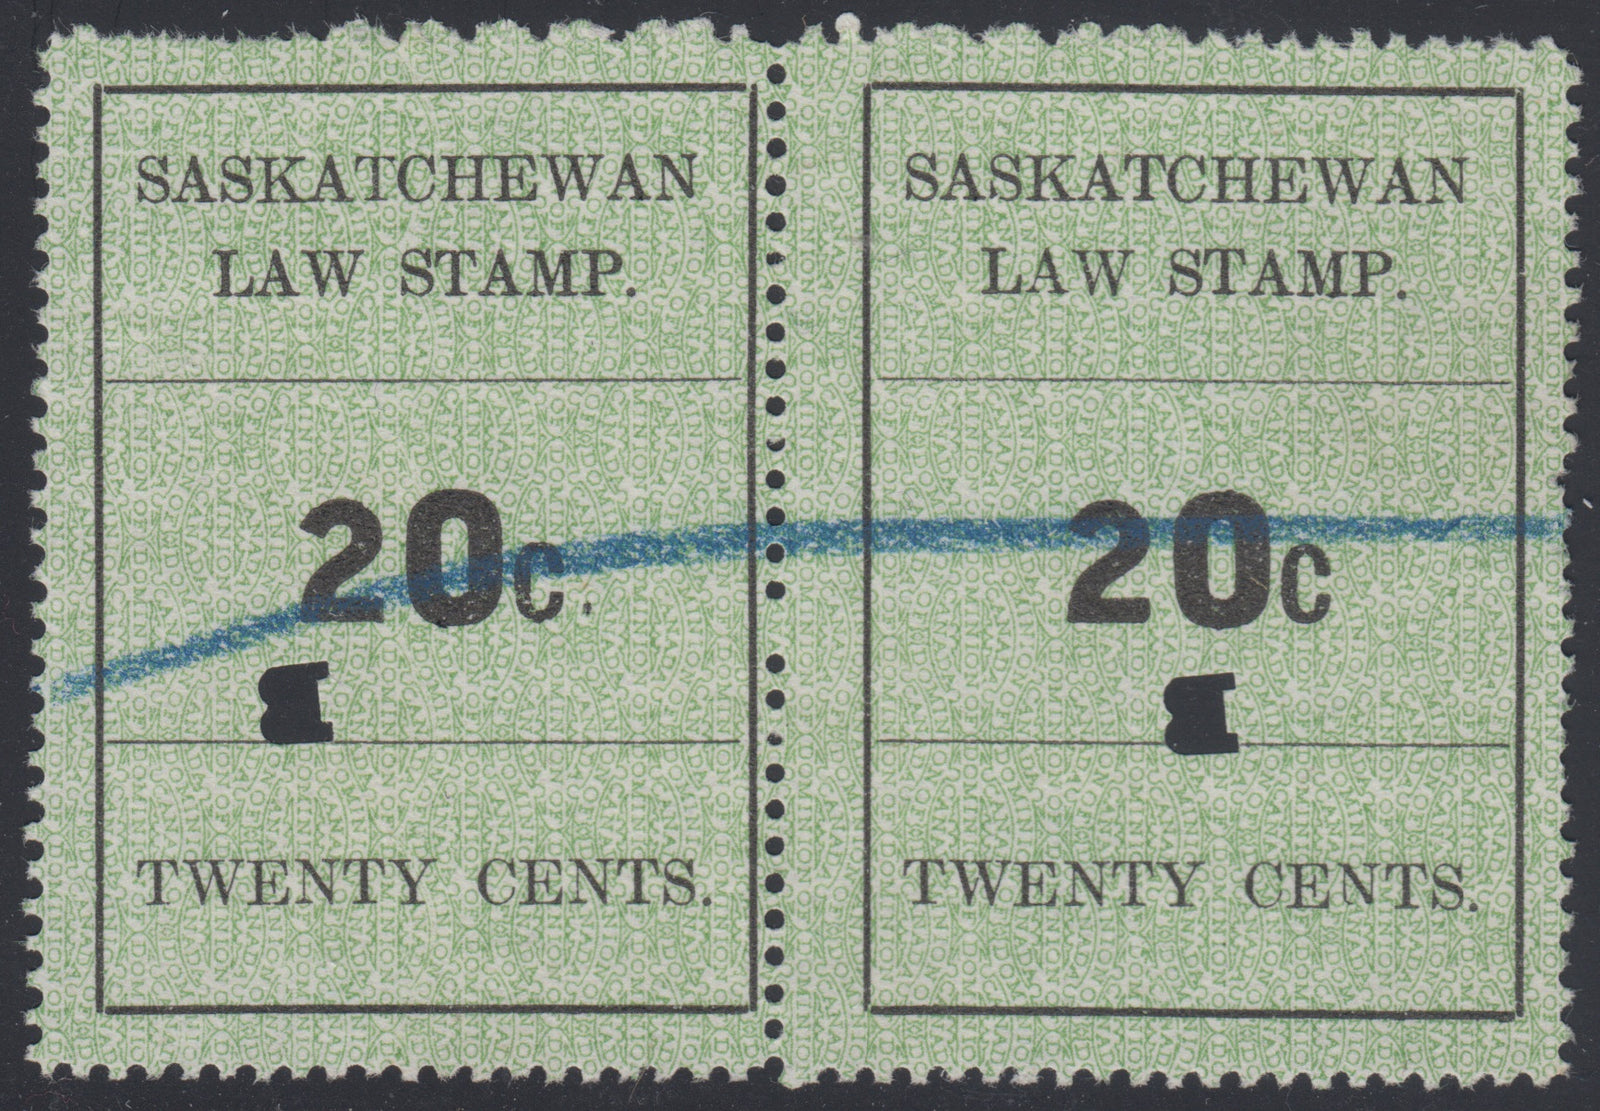 SASKATCHEWAN
LAW STAMP.
20c.
TWENTY CENTS.
SASKATCHEWAN
LAW STAMP.
20c
TWENTY CENTS.